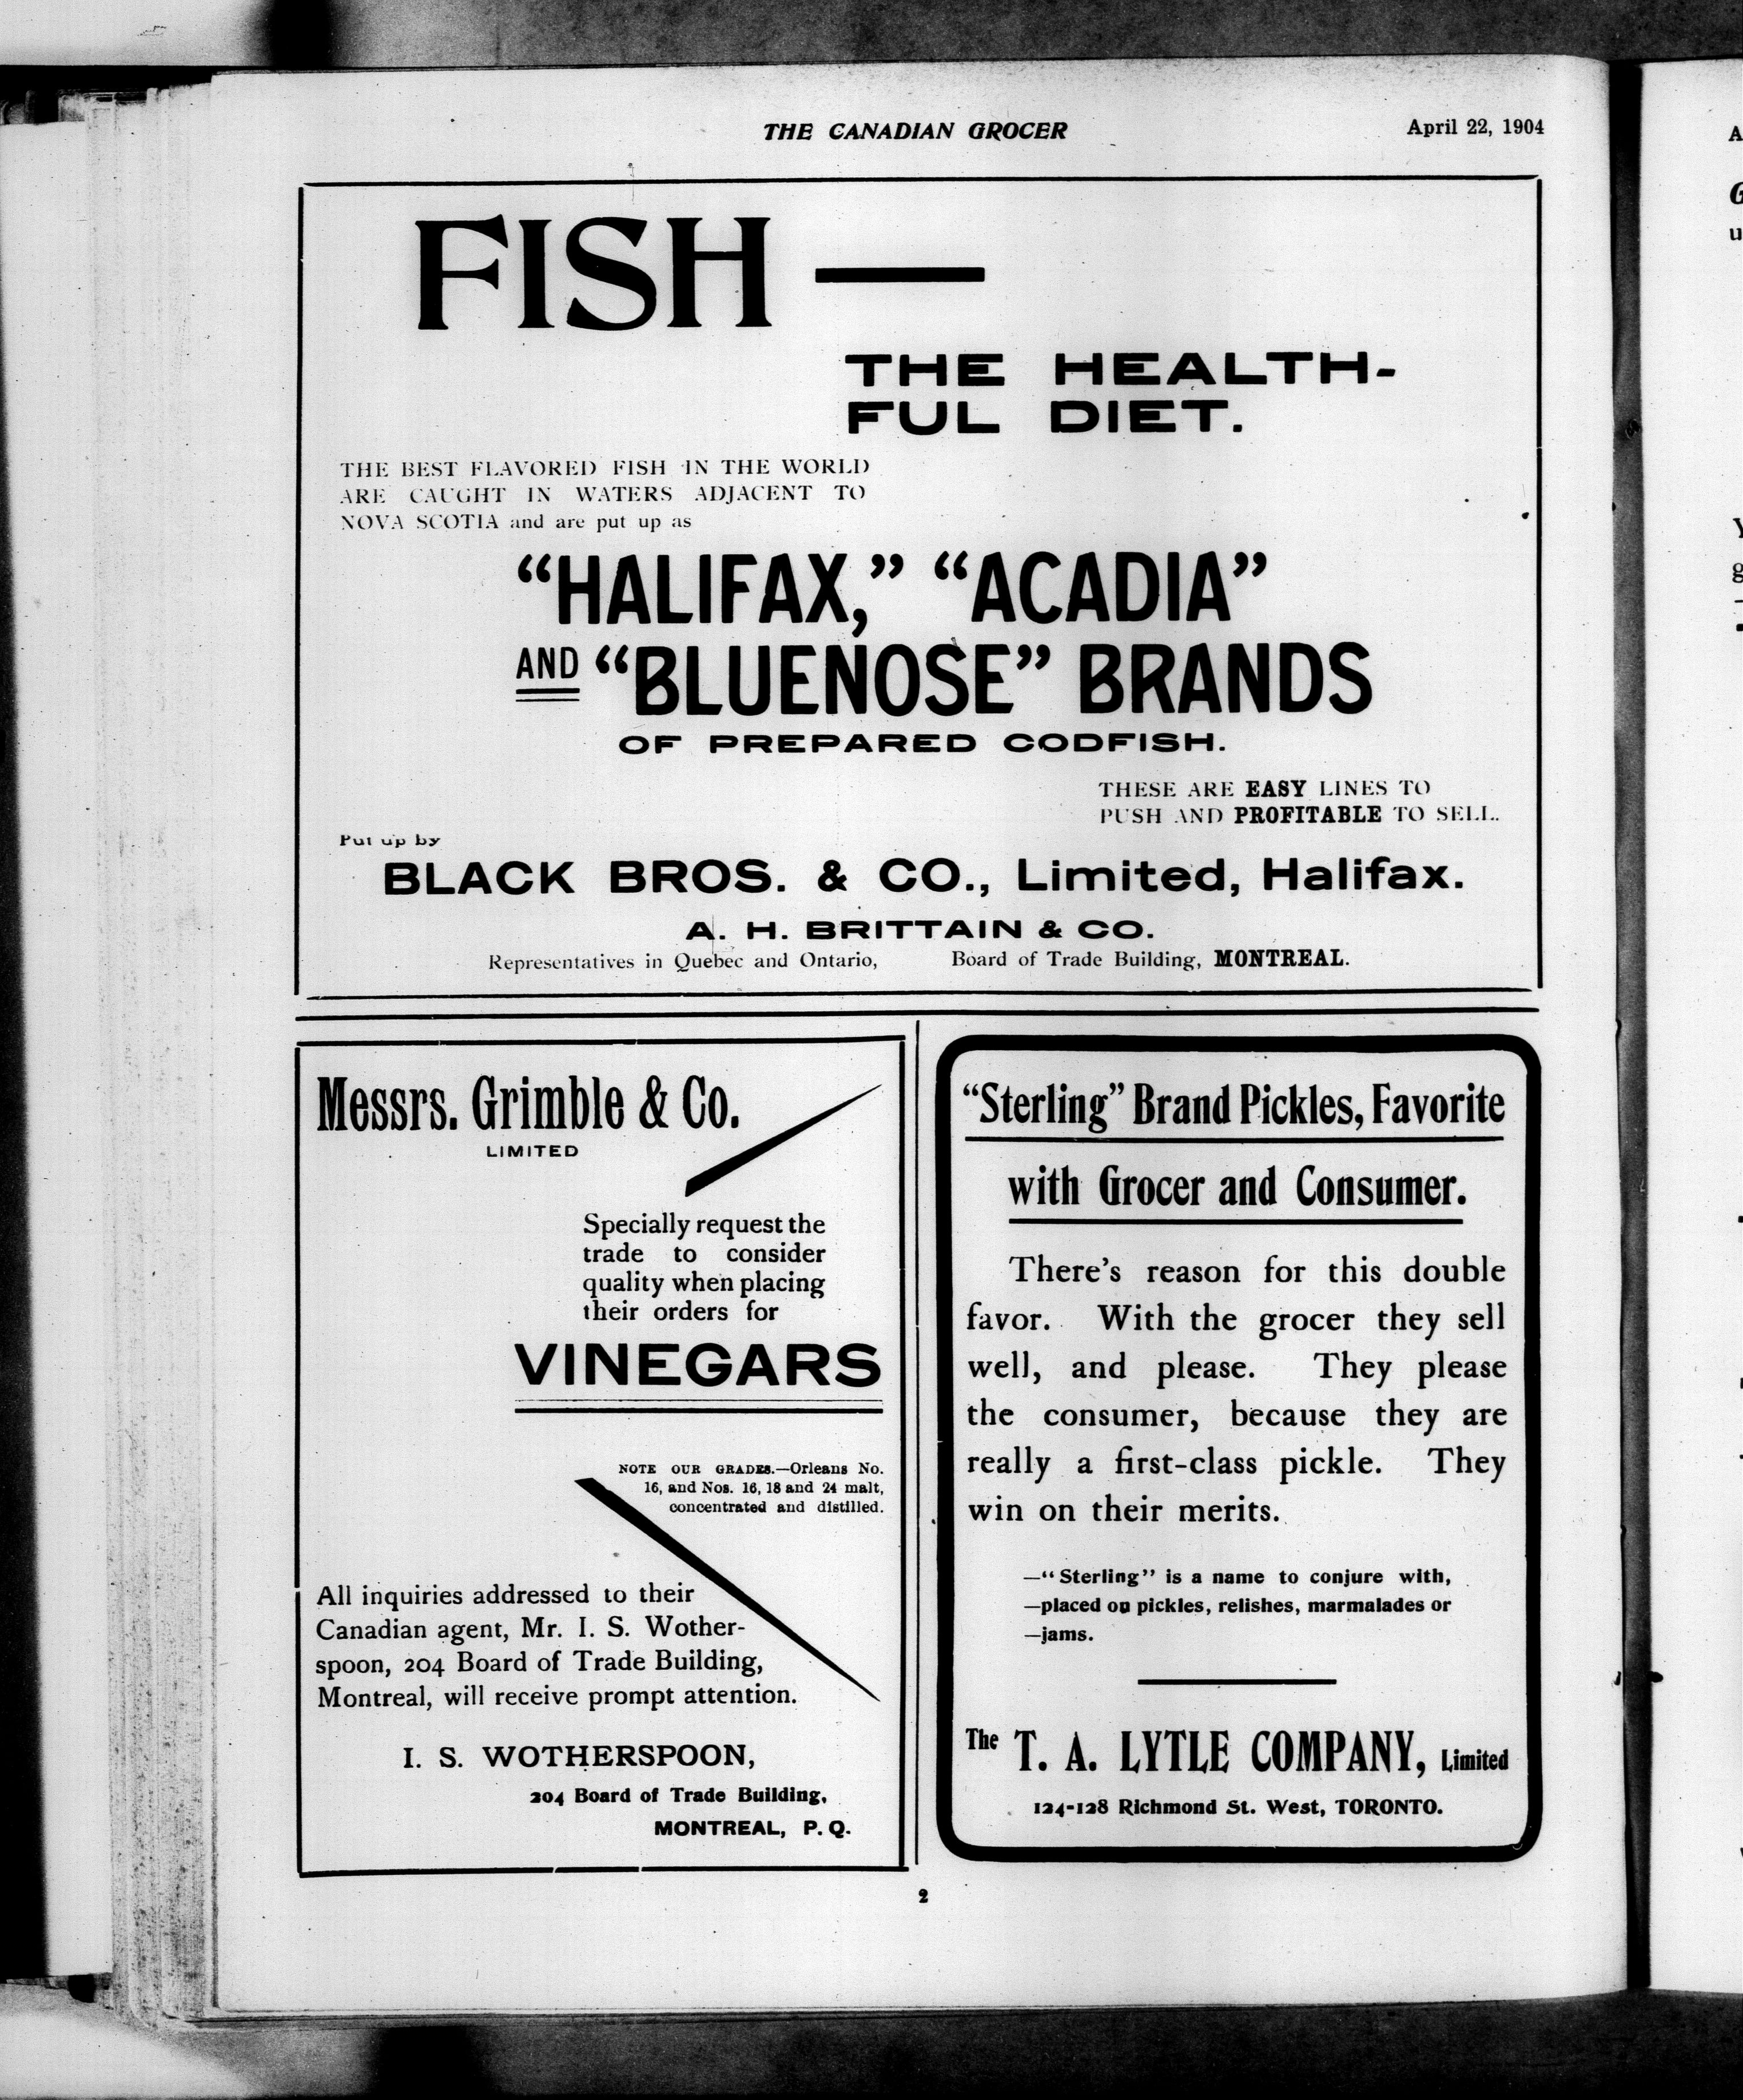 THE CANADIAN GROCER
April 22, 1904
FISH —
THE HEALTH-
FUL DIET.
THE BEST FLAVORED FISH IN THE WORLD
ARE CAUGHT IN WATERS ADJACENT TO
NOVA SCOTIA and are put up as
“HALIFAX,” “ACADIA”
AND “BLUENOSE” BRANDS
OF PREPARED CODFISH.
THESE ARE EASY LINES TO
PUSH AND PROFITABLE TO SELL.
Put up by
BLACK BROS. & CO., Limited, Halifax.
A. H. BRITTAIN & CO.
Representatives in Quebec and Ontario, Board of Trade Building, MONTREAL.
Messrs. Grimble & Co.
LIMITED
Specially request the
trade to consider
quality when placing
their orders for
VINEGARS
NOTE OUR GRADES.—Orleans No.
16, and Nos. 16, 18 and 24 malt,
concentrated and distilled.
All inquiries addressed to their
Canadian agent, Mr. I. S. Wother-
spoon, 204 Board of Trade Building,
Montreal, will receive prompt attention.
I. S. WOTHERSPOON,
204 Board of Trade Building,
MONTREAL, P. Q.
“Sterling” Brand Pickles, Favorite
with Grocer and Consumer.
There’s reason for this double
favor. With the grocer they sell
well, and please. They please
the consumer, because they are
really a first-class pickle. They
win on their merits.
—“Sterling” is a name to conjure with,
—placed on pickles, relishes, marmalades or
—jams.
The T. A. LYTLE COMPANY, Limited
124-128 Richmond St. West, TORONTO.
2